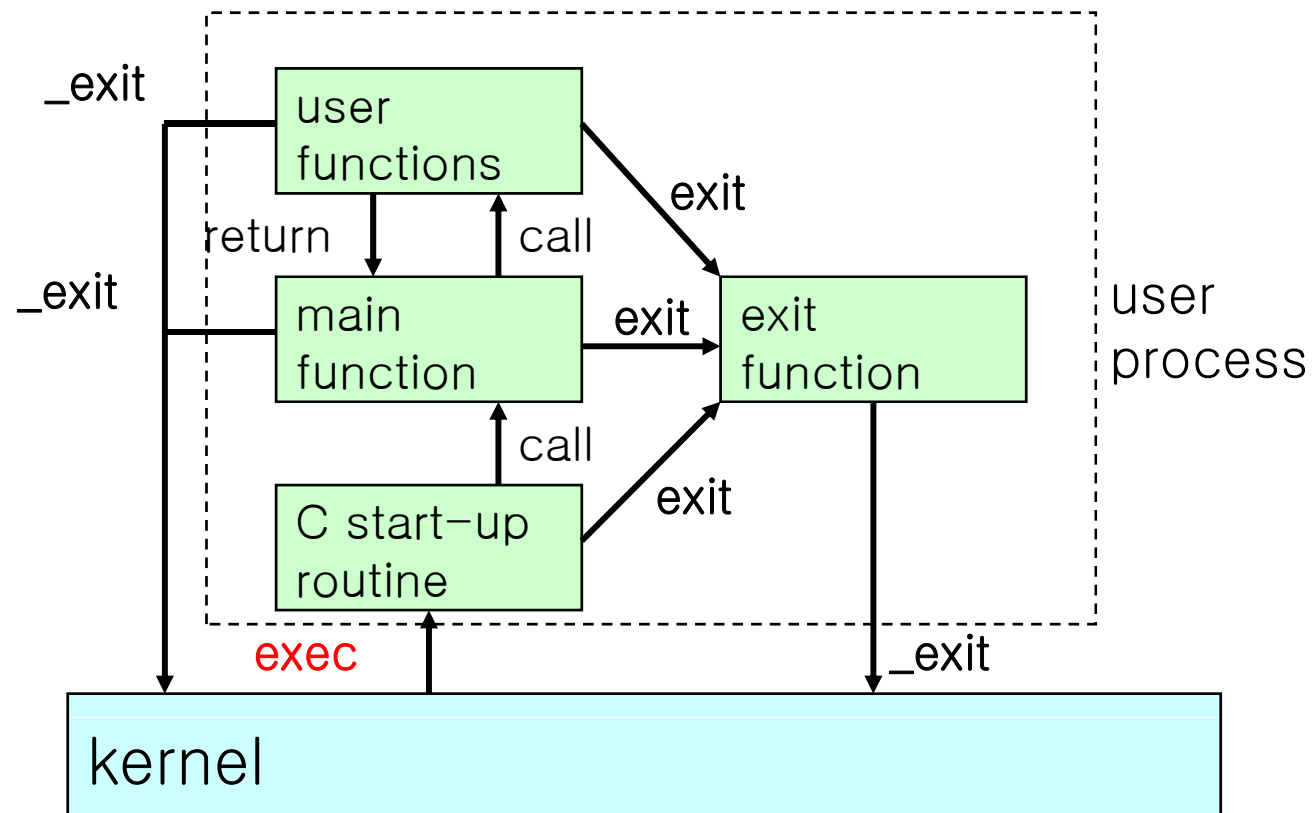 _exit
user
functions
exit
return
call
_exit
main
function
exit
exit
function
user
process
call
C start-up
routine
exit
exec
_exit
kernel